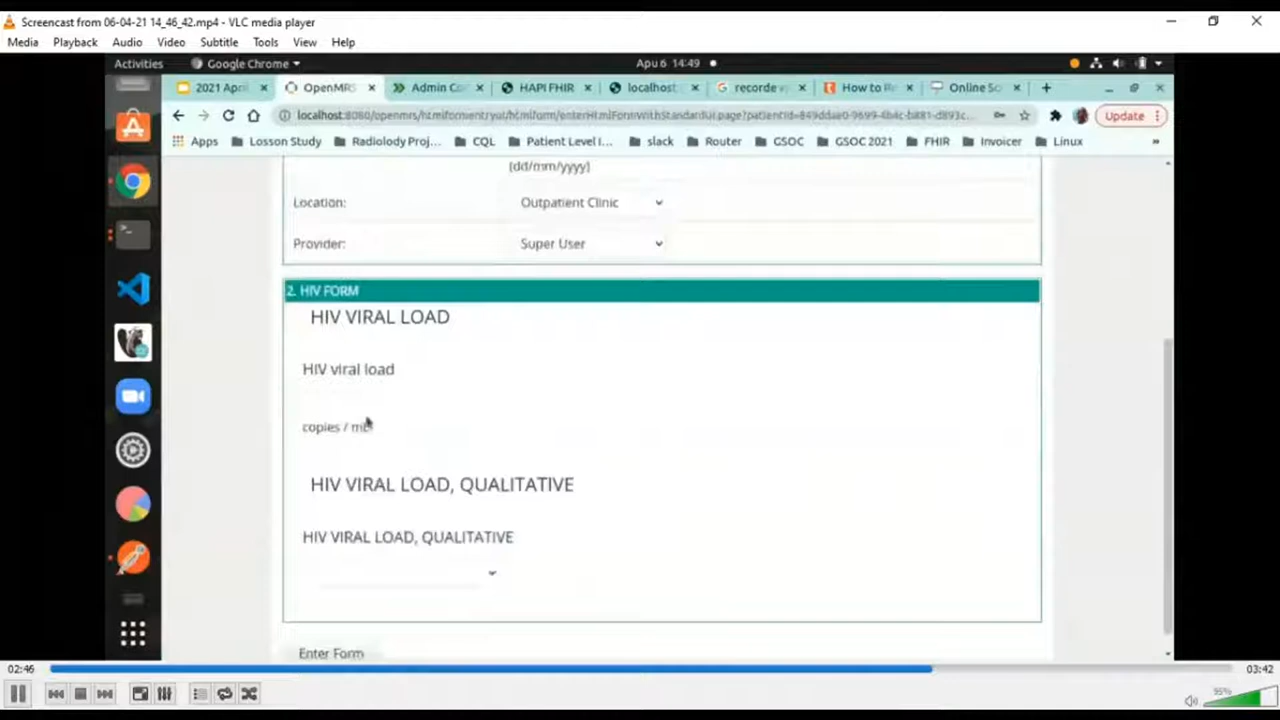 Screencast from 06-04-21 14_46_42.mp4 - VLC media player
Media Playback Audio Video Subtitle Tools View Help
Activities Google Chrome Apu 6 14:49
2021 April OpenMRS Admin Co HAPI FHIR localhost recorde How to Re Online Sc
Update
Apps Losson Study Radiolody Proj... CQL Patient Level I... slack Router GSOC GSOC 2021 FHIR Invoicer Linux »
(dd/mm/yyyy)
Location: Outpatient Clinic
Provider: Super User
2. HIV FORM
HIV VIRAL LOAD
HIV viral load
copies /
HIV VIRAL LOAD, QUALITATIVE
HIV VIRAL LOAD, QUALITATIVE
Enter Form
02:46 03:42
95%